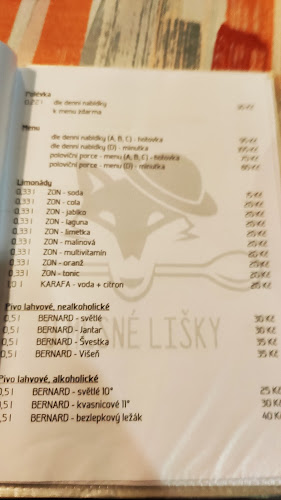 Polévka
0,22 l dle denní nabídky
k menu zdarma
Menu
dle denní nabídky (A, B, C) - hotovka
dle denní nabídky (D) - minutka
poloviční porce - menu (A, B, C) - hotovka
poloviční porce - menu (D) - minutka
Limonády
0,33 l ZON - soda
0,33 l ZON - cola
0,33 l ZON - jablko
0,33 l ZON - laguna
0,33 l ZON - limetka
0,33 l ZON - malinová
0,33 l ZON - multivitamín
0,33 l ZON - oranž
0,33 l ZON - tonic
1,0 l KARAFA - voda + citron
NÉ LIŠKY
Pivo lahvové, nealkoholické
0,5 l BERNARD - světlé 30 Kč
0,5 l BERNARD - Jantar 30 Kč
0,5 l BERNARD - Švestka 35 Kč
0,5 l BERNARD - Višeň 35 Kč
Pivo lahvové, alkoholické
0,5 l BERNARD - světlé 10° 25 Kč
0,5 l BERNARD - kvasnicové 11° 30 Kč
0,5 l BERNARD - bezlepkový ležák 40 Kč